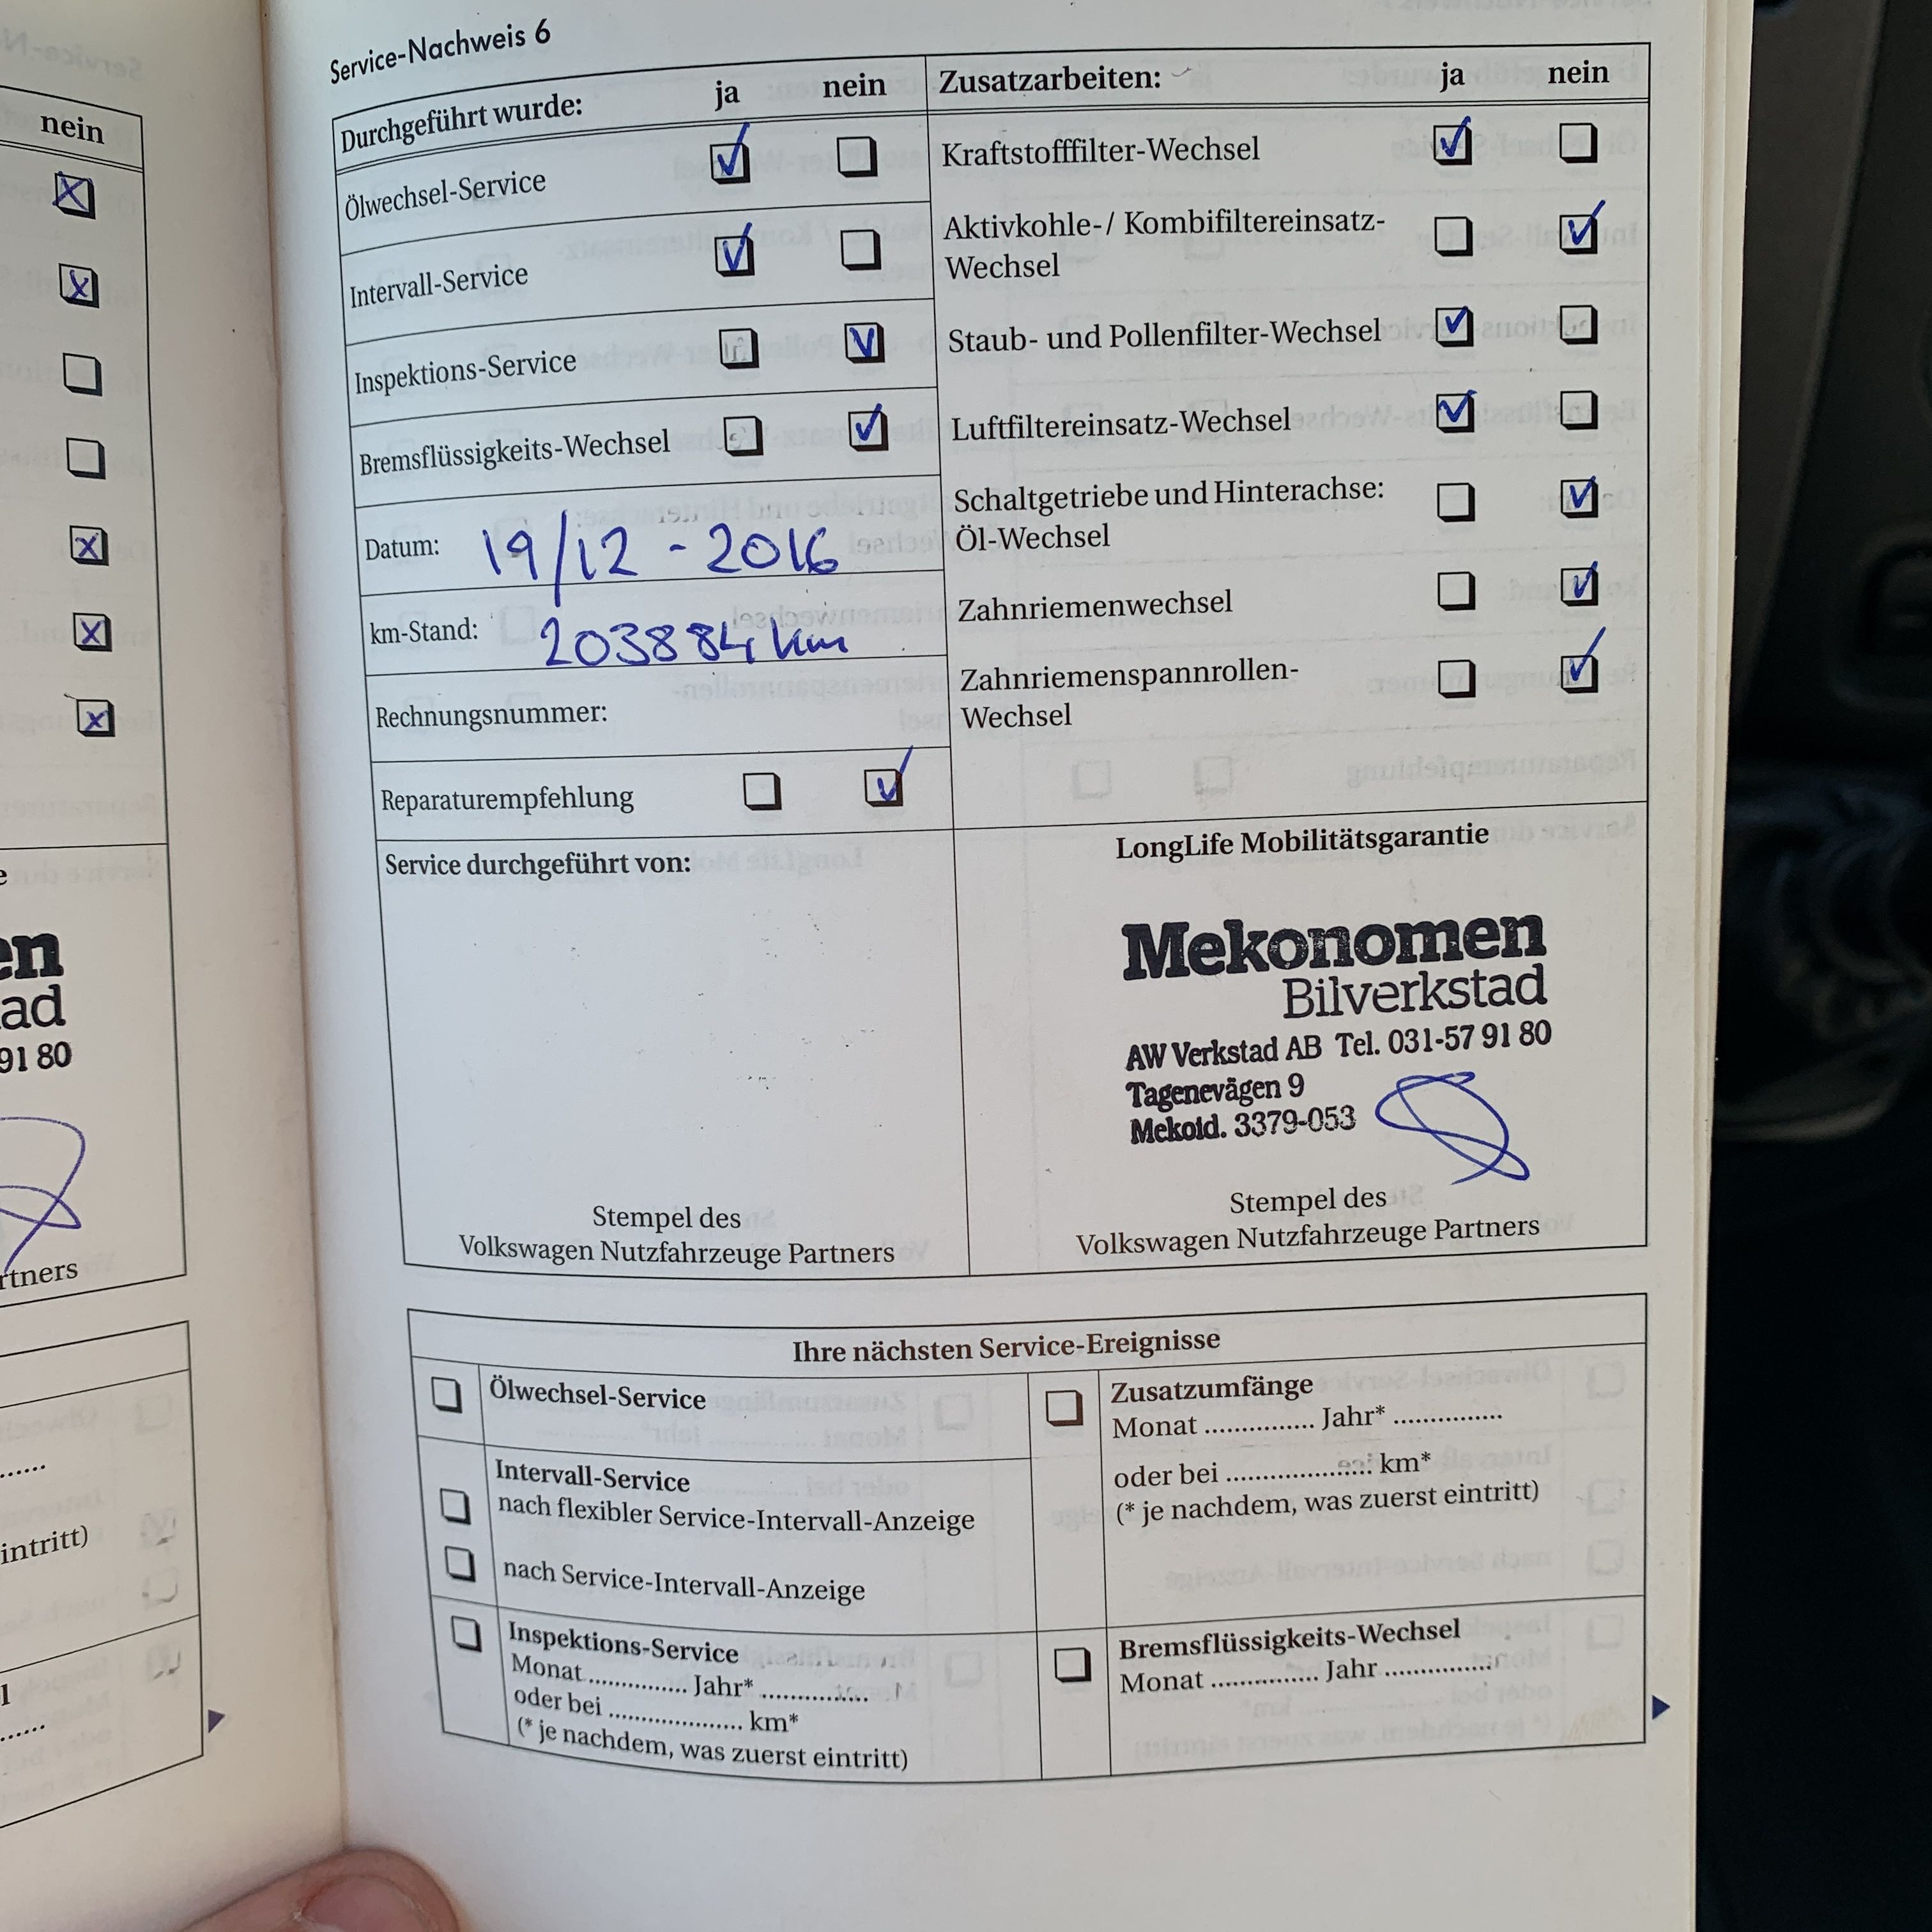 nein
en
ad
91 80
rtners
intritt)
Service-Nachweis 6
Durchgeführt wurde: ja nein
Ölwechsel-Service
Intervall-Service
Inspektions-Service
Bremsflüssigkeits-Wechsel
Datum: 19/12 - 2016
km-Stand: 203884 km
Rechnungsnummer:
Reparaturempfehlung
Zusatzarbeiten: ja nein
Kraftstofffilter-Wechsel
Aktivkohle-/ Kombifiltereinsatz-
Wechsel
Staub- und Pollenfilter-Wechsel
Luftfiltereinsatz-Wechsel
Schaltgetriebe und Hinterachse:
Öl-Wechsel
Zahnriemenwechsel
Zahnriemenspannrollen-
Wechsel
Service durchgeführt von:
Stempel des
Volkswagen Nutzfahrzeuge Partners
LongLife Mobilitätsgarantie
Mekonomen
Bilverkstad
AW Verkstad AB Tel. 031-57 91 80
Tagenevägen 9
Mekoid. 3379-053
Stempel des
Volkswagen Nutzfahrzeuge Partners
Ihre nächsten Service-Ereignisse
Ölwechsel-Service
Intervall-Service
nach flexibler Service-Intervall-Anzeige
nach Service-Intervall-Anzeige
Inspektions-Service
Monat ............... Jahr* ................
oder bei .................... km*
(* je nachdem, was zuerst eintritt)
Zusatzumfänge
Monat ............... Jahr* ...............
oder bei .................... km*
(* je nachdem, was zuerst eintritt)
Bremsflüssigkeits-Wechsel
Monat ............... Jahr ...............